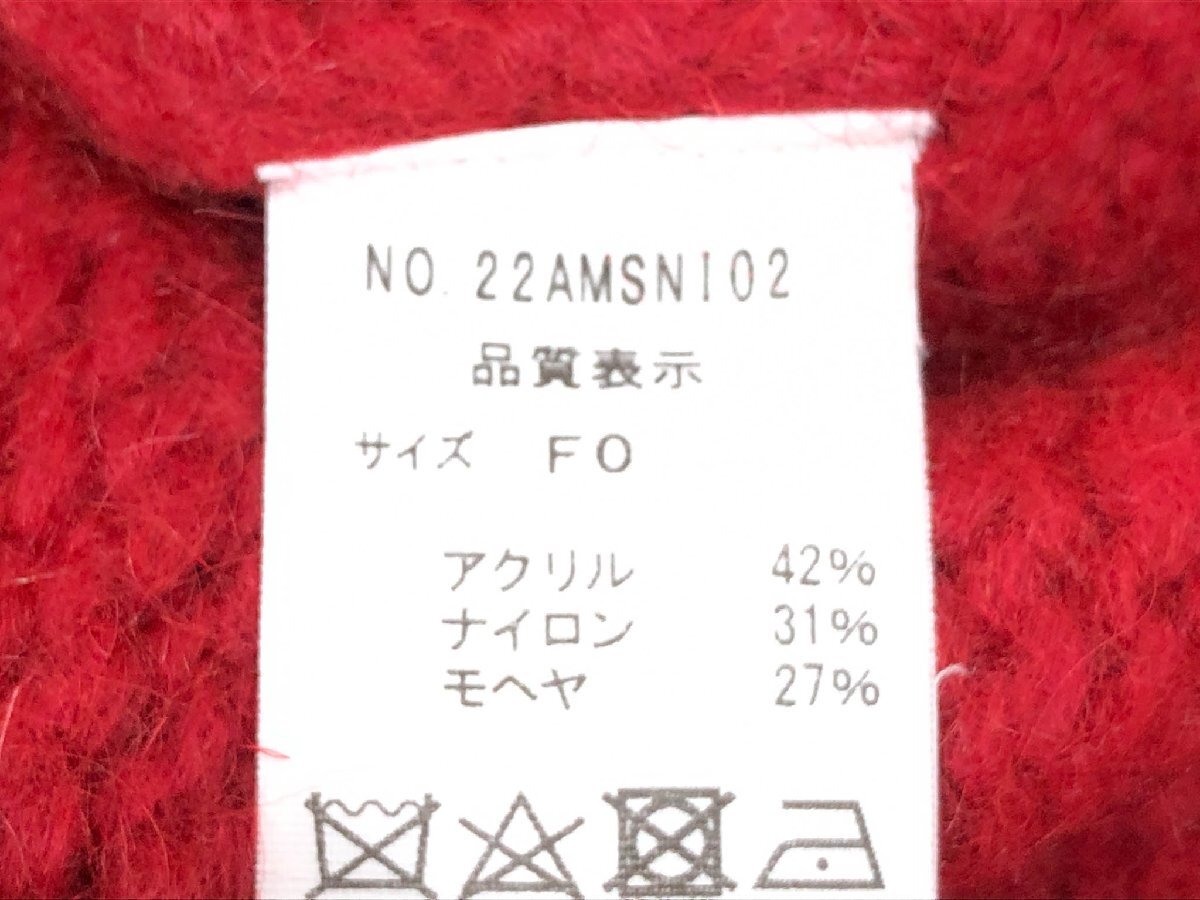 NO. 22AMSN102
品質表示
サイズ FO
アクリル 42%
ナイロン 31%
モヘヤ 27%